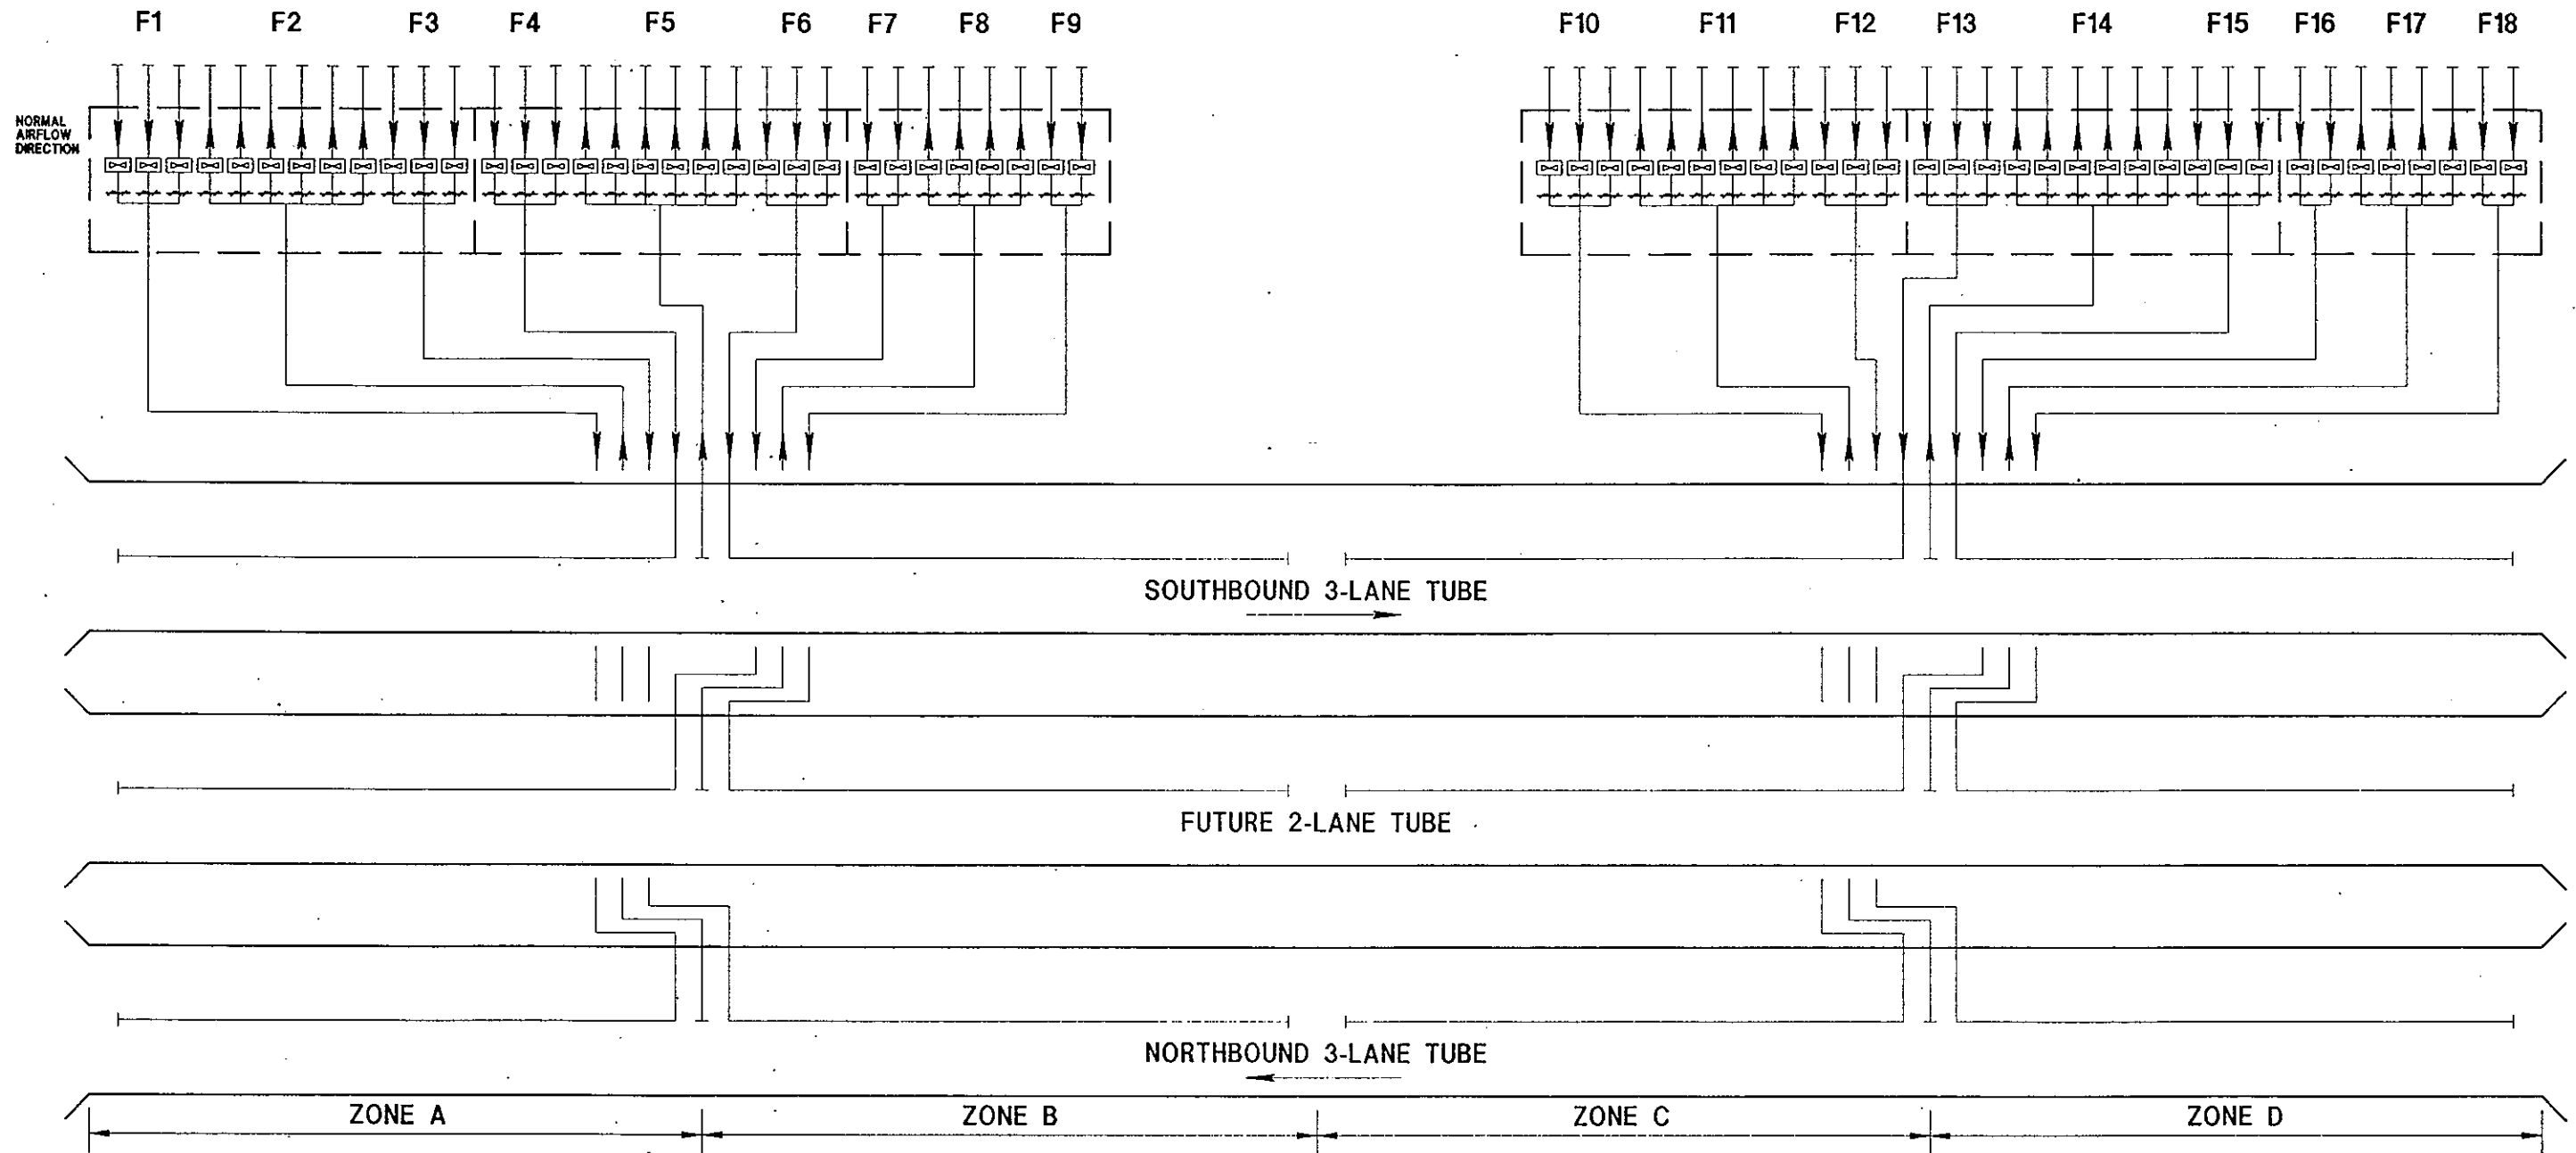 F1 F2 F3 F4 F5 F6 F7 F8 F9 F10 F11 F12 F13 F14 F15 F16 F17 F18
NORMAL
AIRFLOW
DIRECTION
SOUTHBOUND 3-LANE TUBE
FUTURE 2-LANE TUBE
NORTHBOUND 3-LANE TUBE
ZONE A ZONE B ZONE C ZONE D